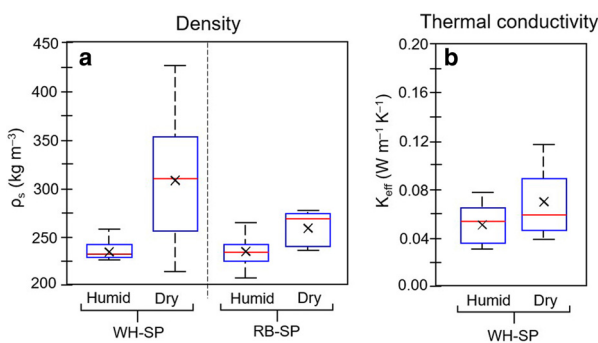 Density
a
ρs (kg m−3)
450
400
350
300
250
200
Humid Dry Humid Dry
WH-SP RB-SP
Thermal conductivity
b
Keff (W m−1 K−1)
0.20
0.16
0.12
0.08
0.04
0.00
Humid Dry
WH-SP